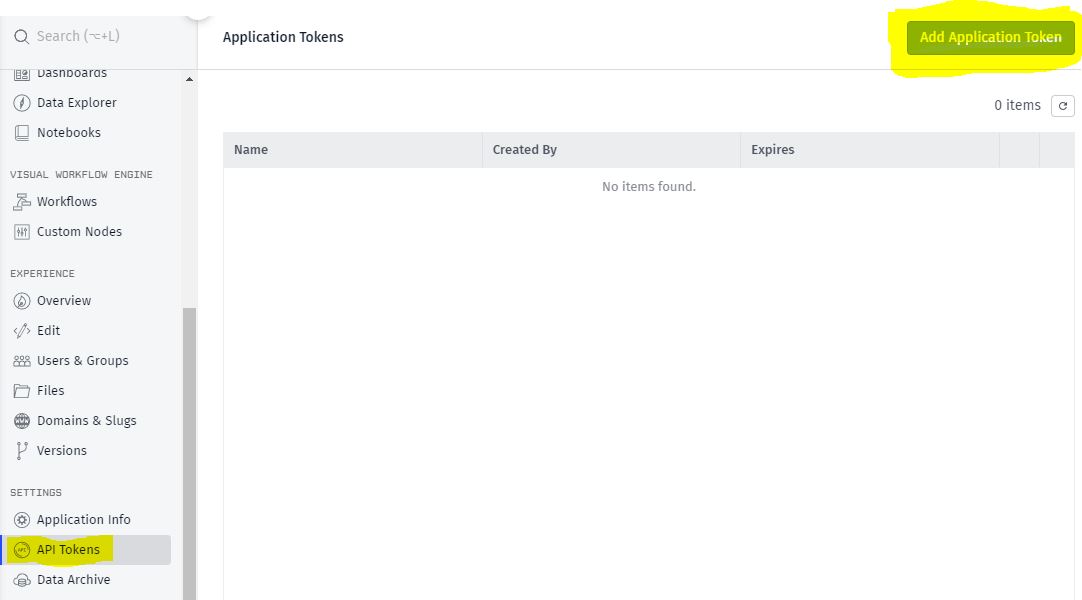 Search (⌥+L)
Dashboards
Data Explorer
Notebooks
VISUAL WORKFLOW ENGINE
Workflows
Custom Nodes
EXPERIENCE
Overview
Edit
Users & Groups
Files
Domains & Slugs
Versions
SETTINGS
Application Info
API Tokens
Data Archive
Application Tokens
Add Application Token
0 items
Name Created By Expires
No items found.